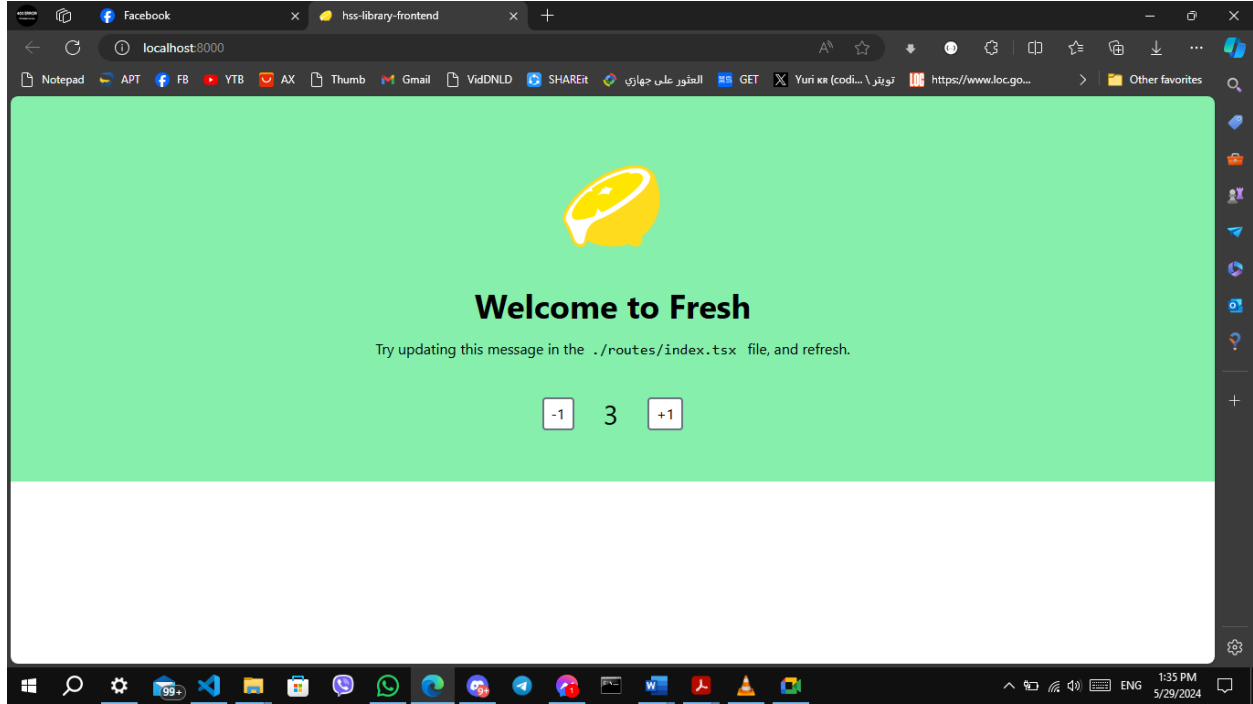 Facebook
hss-library-frontend
localhost:8000
Notepad APT FB YTB AX Thumb Gmail VidDNLD SHAREit العثور على جهازي GET Yuri ᴋʀ (codi... \ تويتر https://www.loc.go... Other favorites
Welcome to Fresh
Try updating this message in the ./routes/index.tsx file, and refresh.
-1 3 +1
99+ 9+ 1 ENG 1:35 PM
5/29/2024